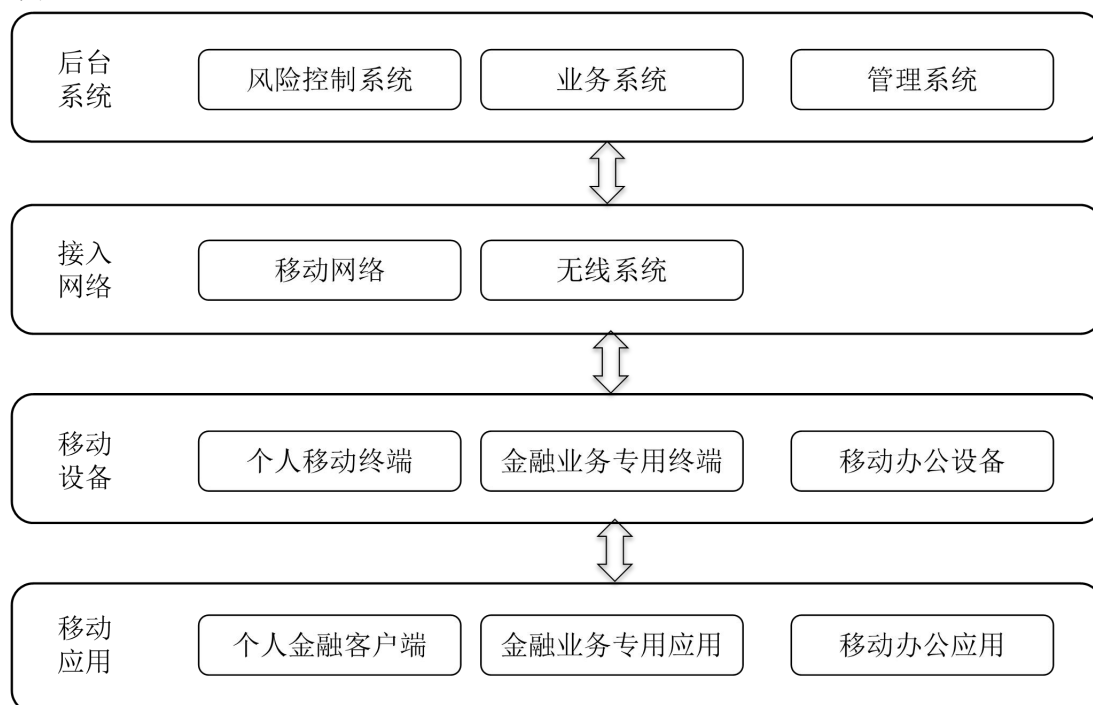 后台
系统
风险控制系统
业务系统
管理系统
接入
网络
移动网络
无线系统
移动
设备
个人移动终端
金融业务专用终端
移动办公设备
移动
应用
个人金融客户端
金融业务专用应用
移动办公应用